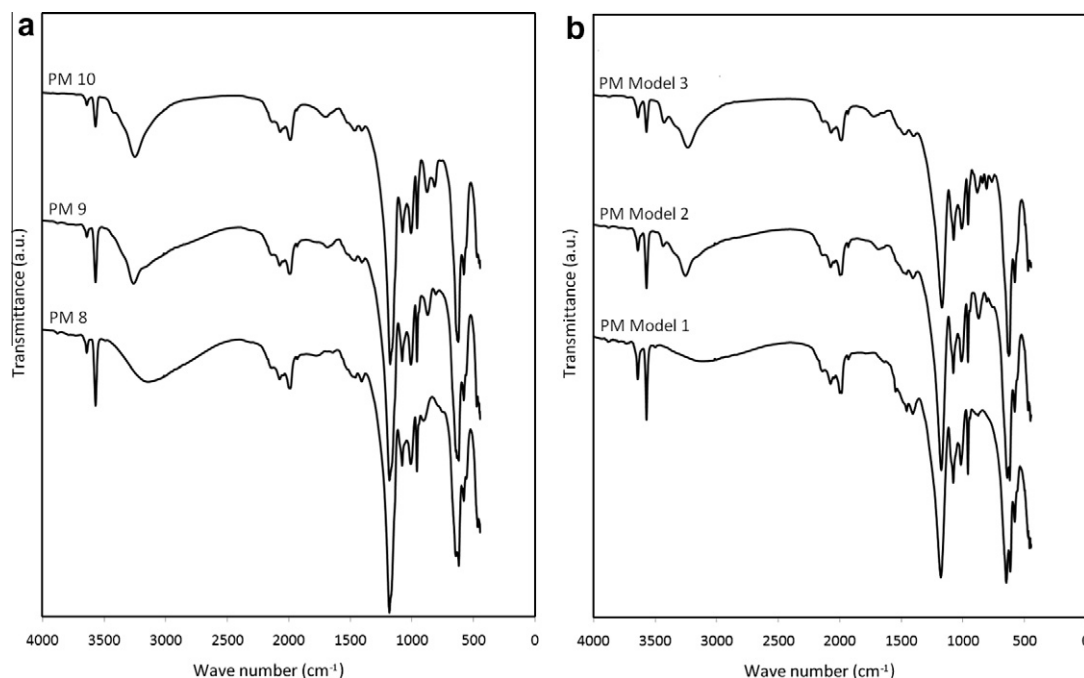 a
PM 10
PM 9
PM 8
Transmittance (a.u.)
4000 3500 3000 2500 2000 1500 1000 500 0
Wave number (cm⁻¹)
b
PM Model 3
PM Model 2
PM Model 1
Transmittance (a.u.)
4000 3500 3000 2500 2000 1500 1000 500 0
Wave number (cm⁻¹)